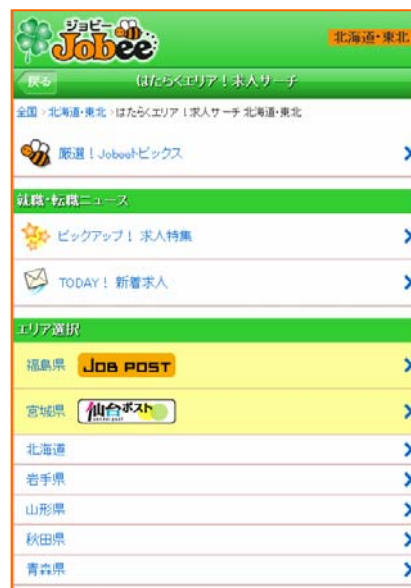 ジョビー
Jobee
北海道・東北
戻る
はたらくエリア！求人サーチ
全国 > 北海道・東北 > はたらくエリア！求人サーチ 北海道・東北
厳選！Jobeeトピックス
就職・転職ニュース
ピックアップ！ 求人特集
TODAY！ 新着求人
エリア選択
福島県 JOB POST
宮城県 仙台ポスト
北海道
岩手県
山形県
秋田県
青森県